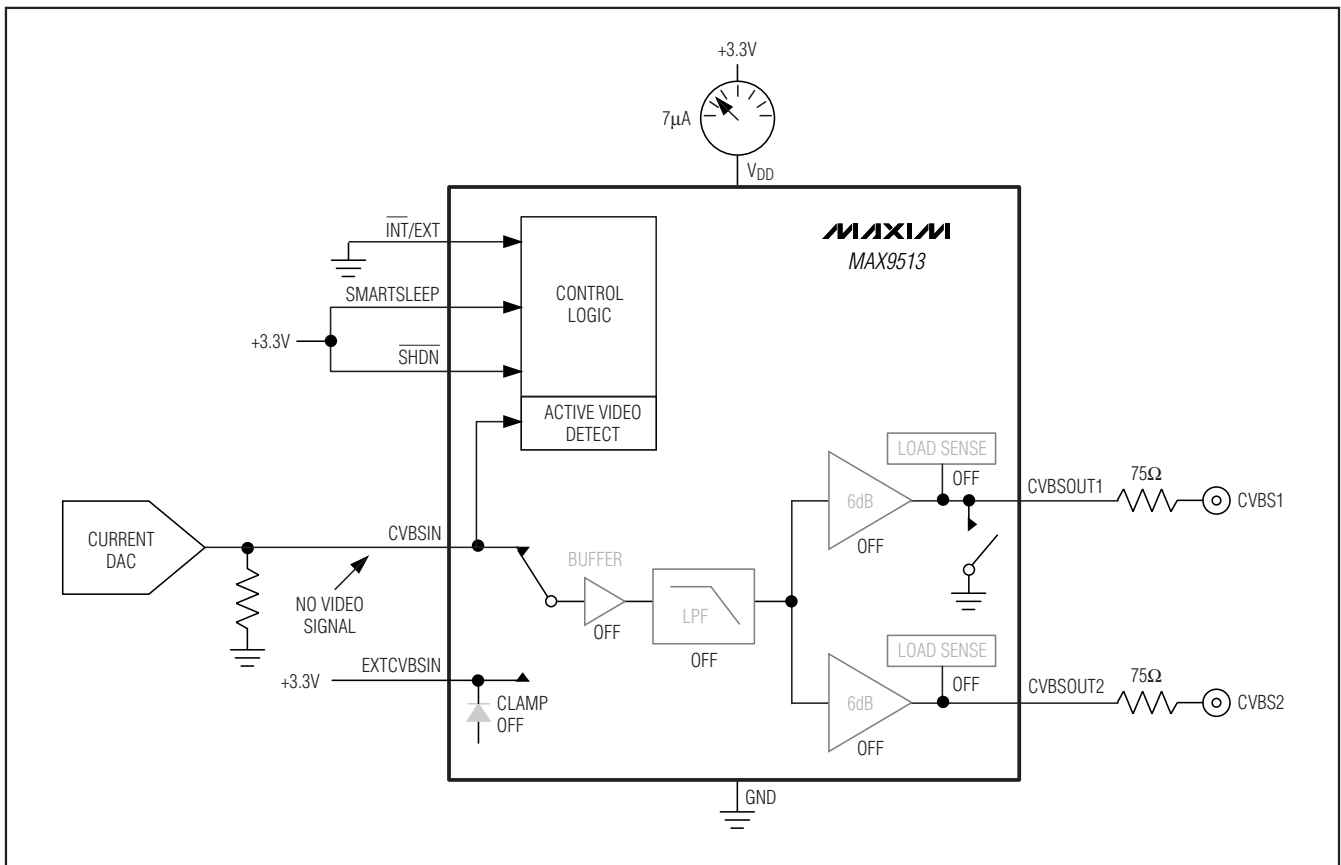 +3.3V
7μA
VDD
INT/EXT
MAXIM
MAX9513
CONTROL
LOGIC
SMARTSLEEP
+3.3V
SHDN
ACTIVE VIDEO
DETECT
LOAD SENSE
OFF
CVBSOUT1
75Ω
6dB
CVBS1
CURRENT
DAC
CVBSIN
OFF
BUFFER
NO VIDEO
SIGNAL
LPF
OFF
OFF
LOAD SENSE
EXTCVBSIN
+3.3V
CLAMP
OFF
OFF
CVBSOUT2
75Ω
6dB
CVBS2
OFF
GND